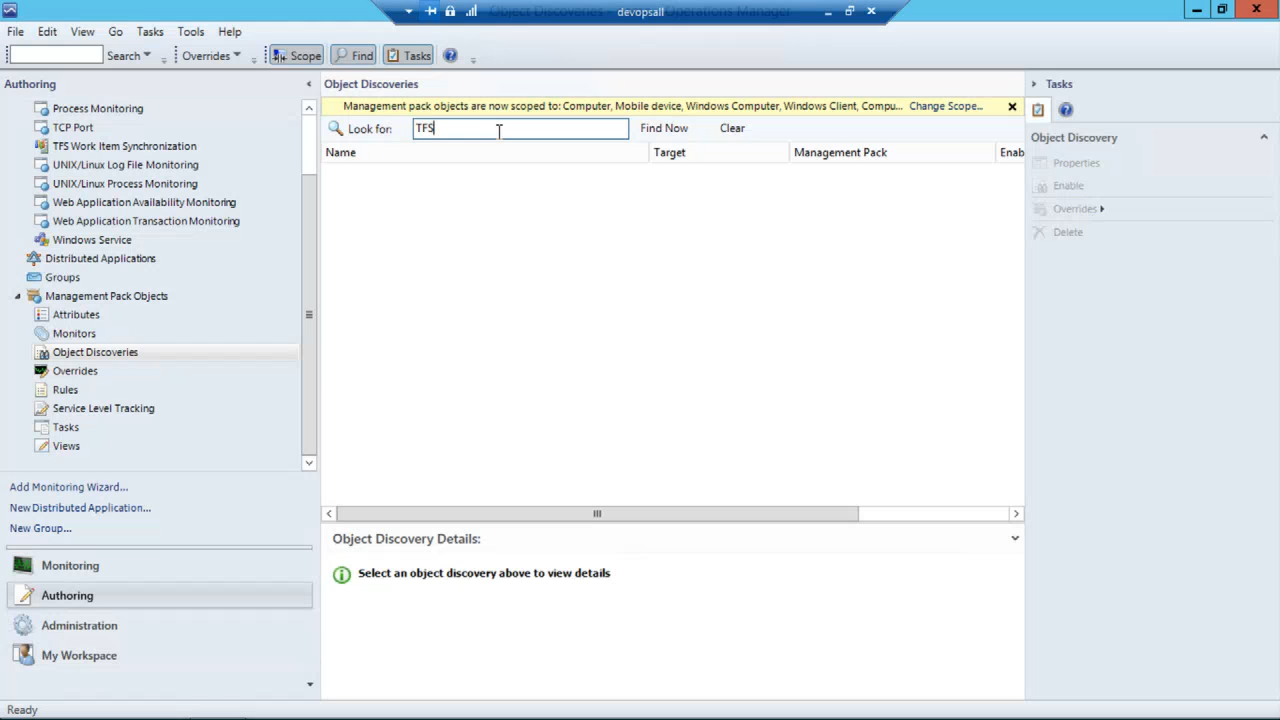 Object Discoveries - devopsall Operations Manager
File Edit View Go Tasks Tools Help
Search Overrides Scope Find Tasks
Authoring
Process Monitoring
TCP Port
TFS Work Item Synchronization
UNIX/Linux Log File Monitoring
UNIX/Linux Process Monitoring
Web Application Availability Monitoring
Web Application Transaction Monitoring
Windows Service
Distributed Applications
Groups
Management Pack Objects
Attributes
Monitors
Object Discoveries
Overrides
Rules
Service Level Tracking
Tasks
Views
Add Monitoring Wizard...
New Distributed Application...
New Group...
Monitoring
Authoring
Administration
My Workspace
Ready
Object Discoveries
Management pack objects are now scoped to: Computer, Mobile device, Windows Computer, Windows Client, Compu... Change Scope...
Look for: TFS Find Now Clear
Name Target Management Pack Enab
Object Discovery Details:
Select an object discovery above to view details
Tasks
Object Discovery
Properties
Enable
Overrides
Delete